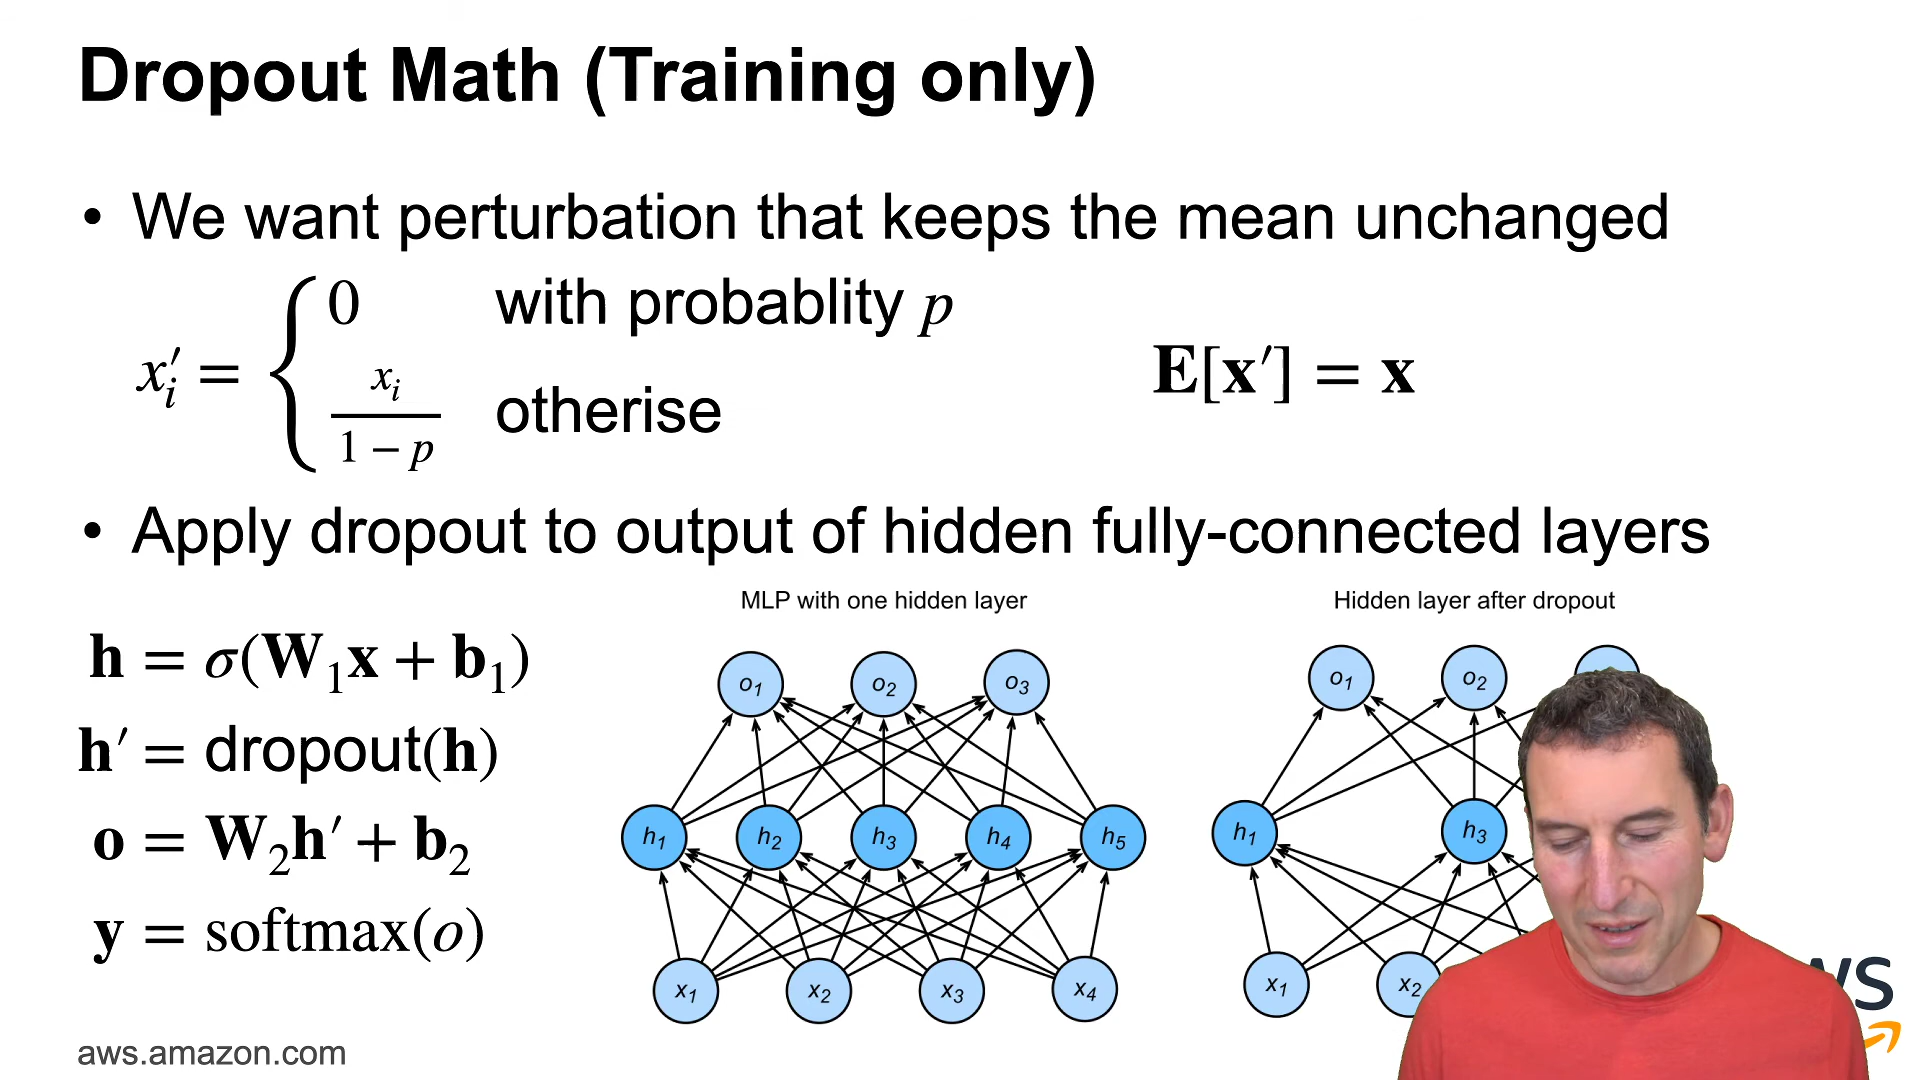 Dropout Math (Training only)
• We want perturbation that keeps the mean unchanged
0 with probablity p
x′ᵢ = { xᵢ / (1 − p) otherise
E[x′] = x
• Apply dropout to output of hidden fully-connected layers
h = σ(W₁x + b₁)
h′ = dropout(h)
o = W₂h′ + b₂
y = softmax(o)
MLP with one hidden layer
o₁ o₂ o₃
h₁ h₂ h₃ h₄ h₅
x₁ x₂ x₃ x₄
Hidden layer after dropout
o₁ o₂
h₁ h₃
x₁ x₂
aws.amazon.com